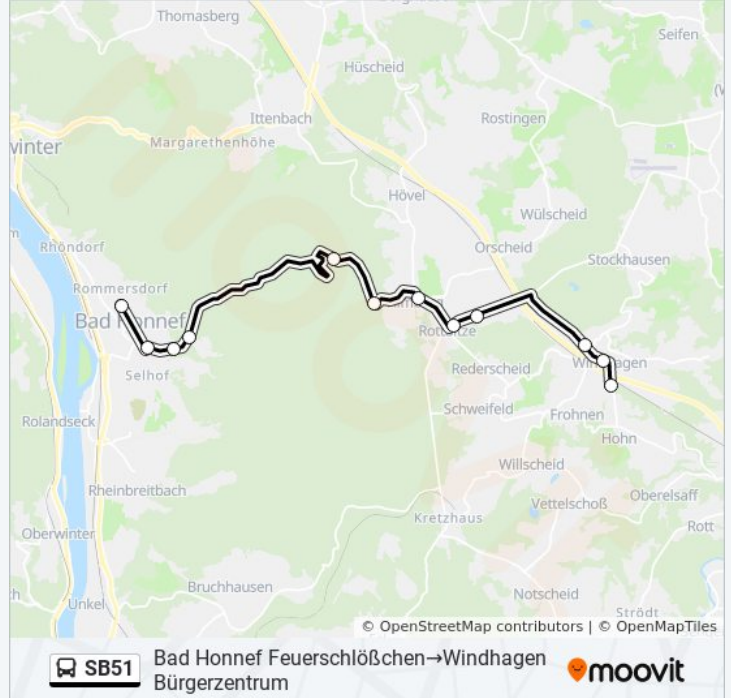 Thomasberg
Seifen
Hüscheid
Ittenbach
Rostingen
Margarethenhöhe
winter
Hövel
Wülscheid
Rhöndorf
Orscheid
Stockhausen
Rommersdorf
Bad Honnef
Rottbitze
Windhagen
Rederscheid
Selhof
Schweifeld
Frohnen
Rolandseck
Hohn
Willscheid
Rheinbreitbach
Vettelschoß
Oberelsaff
Kretzhaus
Rott
Oberwinter
Bruchhausen
Notscheid
Unkel
Strödt
© OpenStreetMap contributors | © OpenMapTiles
SB51
Bad Honnef Feuerschlößchen→Windhagen
Bürgerzentrum
moovit